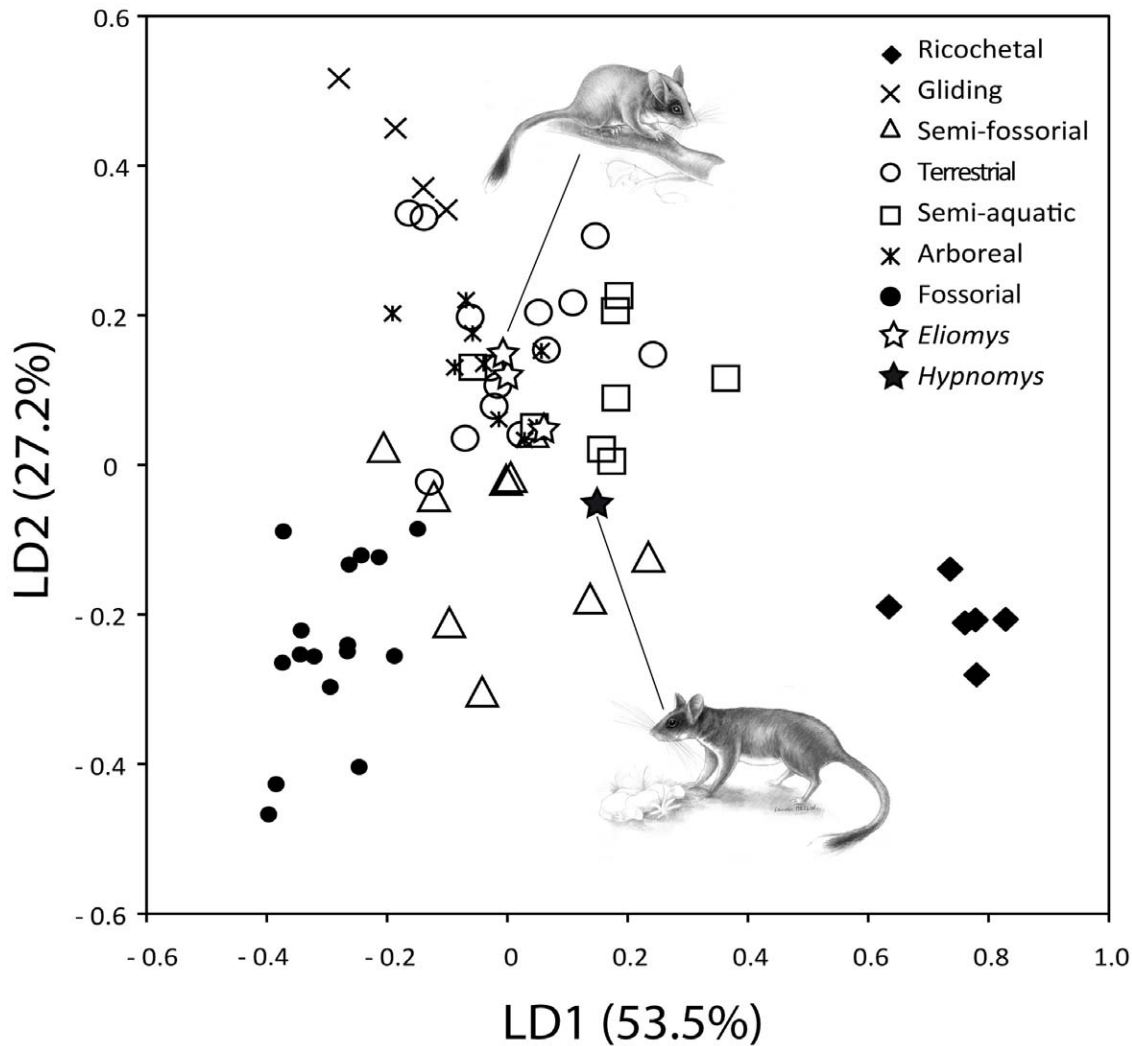 0.6
0.4
0.2
0
- 0.2
- 0.4
- 0.6
LD2 (27.2%)
Ricochetal
Gliding
Semi-fossorial
Terrestrial
Semi-aquatic
Arboreal
Fossorial
Eliomys
Hypnomys
- 0.6
- 0.4
- 0.2
0
0.2
0.4
0.6
0.8
1.0
LD1 (53.5%)